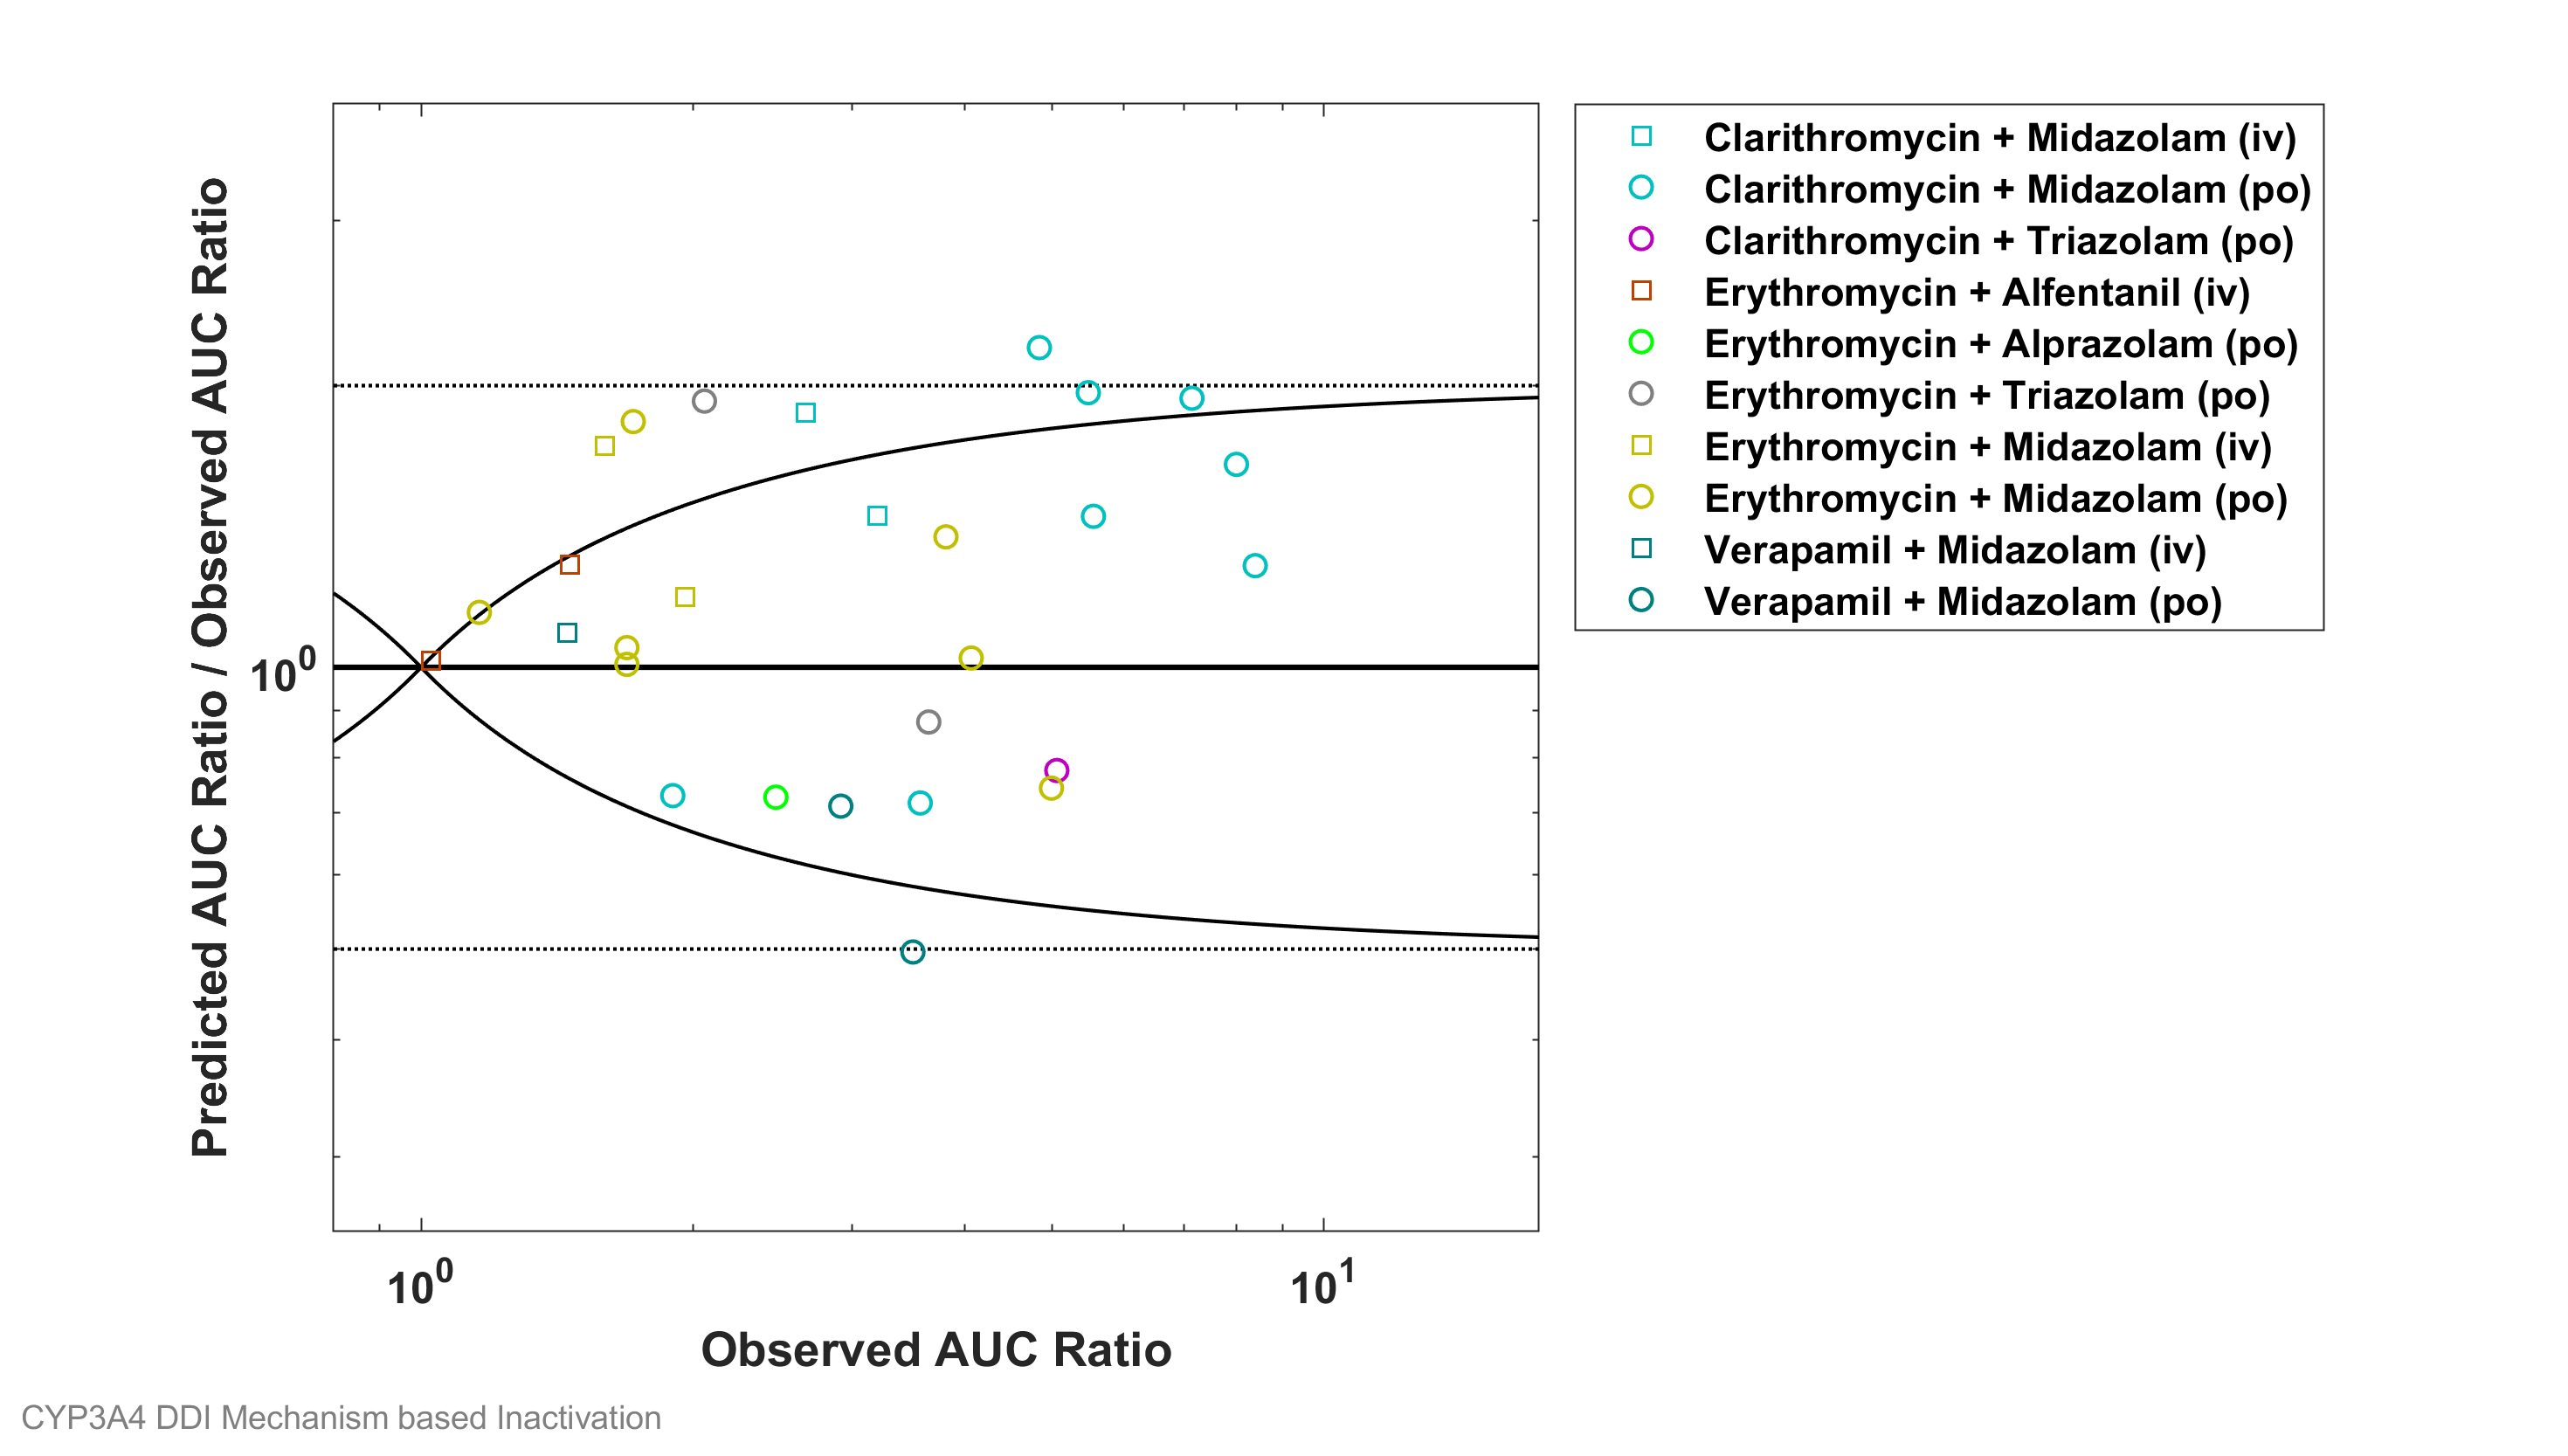 Predicted AUC Ratio / Observed AUC Ratio
10^0
10^0
10^1
Observed AUC Ratio
Clarithromycin + Midazolam (iv)
Clarithromycin + Midazolam (po)
Clarithromycin + Triazolam (po)
Erythromycin + Alfentanil (iv)
Erythromycin + Alprazolam (po)
Erythromycin + Triazolam (po)
Erythromycin + Midazolam (iv)
Erythromycin + Midazolam (po)
Verapamil + Midazolam (iv)
Verapamil + Midazolam (po)
CYP3A4 DDI Mechanism based Inactivation